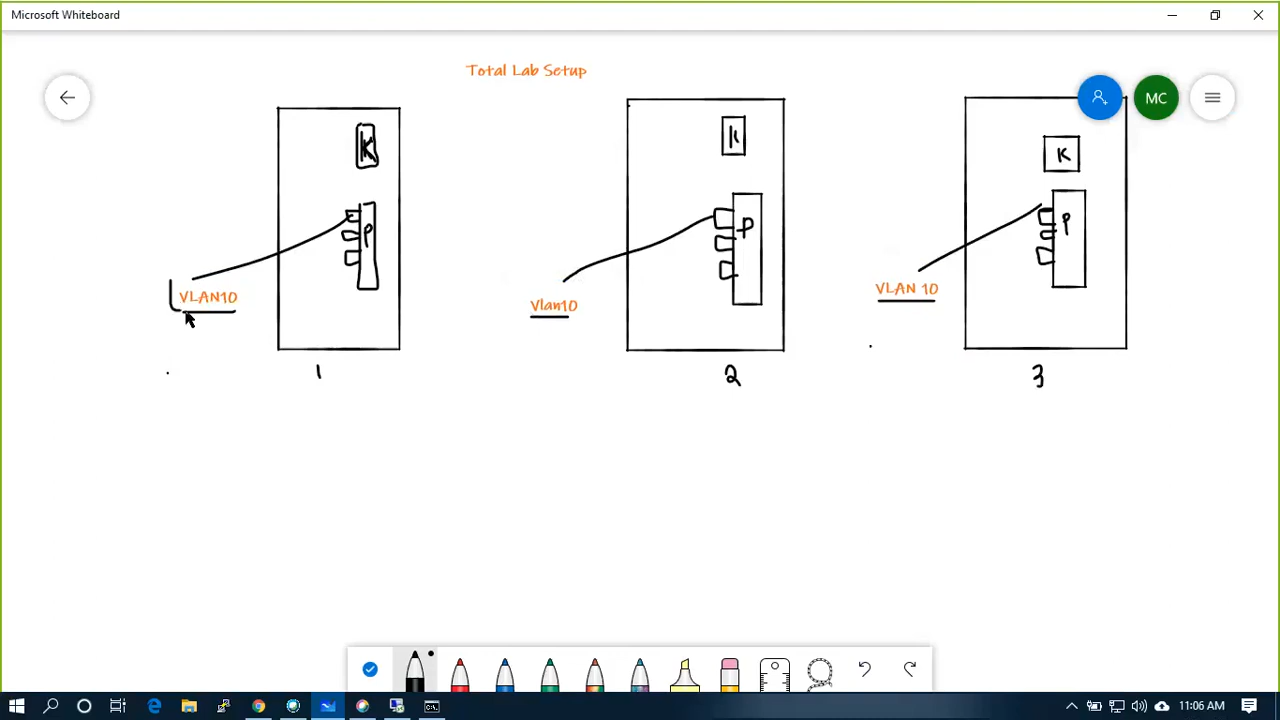 Microsoft Whiteboard
Total Lab Setup
MC
K
K
K
P
P
P
VLAN10
Vlan10
VLAN 10
1
2
3
11:06 AM